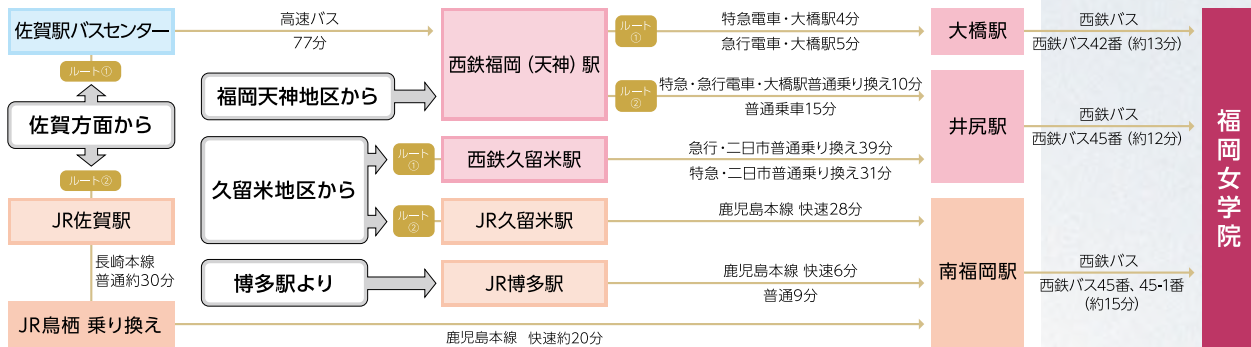 佐賀駅バスセンター
高速バス
77分
ルート①
佐賀方面から
ルート②
JR佐賀駅
長崎本線
普通約30分
JR鳥栖 乗り換え
鹿児島本線 快速約20分
福岡天神地区から
西鉄福岡（天神）駅
ルート
①
特急電車・大橋駅4分
急行電車・大橋駅5分
大橋駅
西鉄バス
西鉄バス42番（約13分）
ルート
②
特急・急行電車・大橋駅普通乗り換え10分
普通乗車15分
井尻駅
西鉄バス
西鉄バス45番（約12分）
久留米地区から
ルート
①
西鉄久留米駅
急行・二日市普通乗り換え39分
特急・二日市普通乗り換え31分
ルート
②
JR久留米駅
鹿児島本線 快速28分
博多駅より
JR博多駅
鹿児島本線 快速6分
普通9分
南福岡駅
西鉄バス
西鉄バス45番、45-1番
（約15分）
福岡女学院